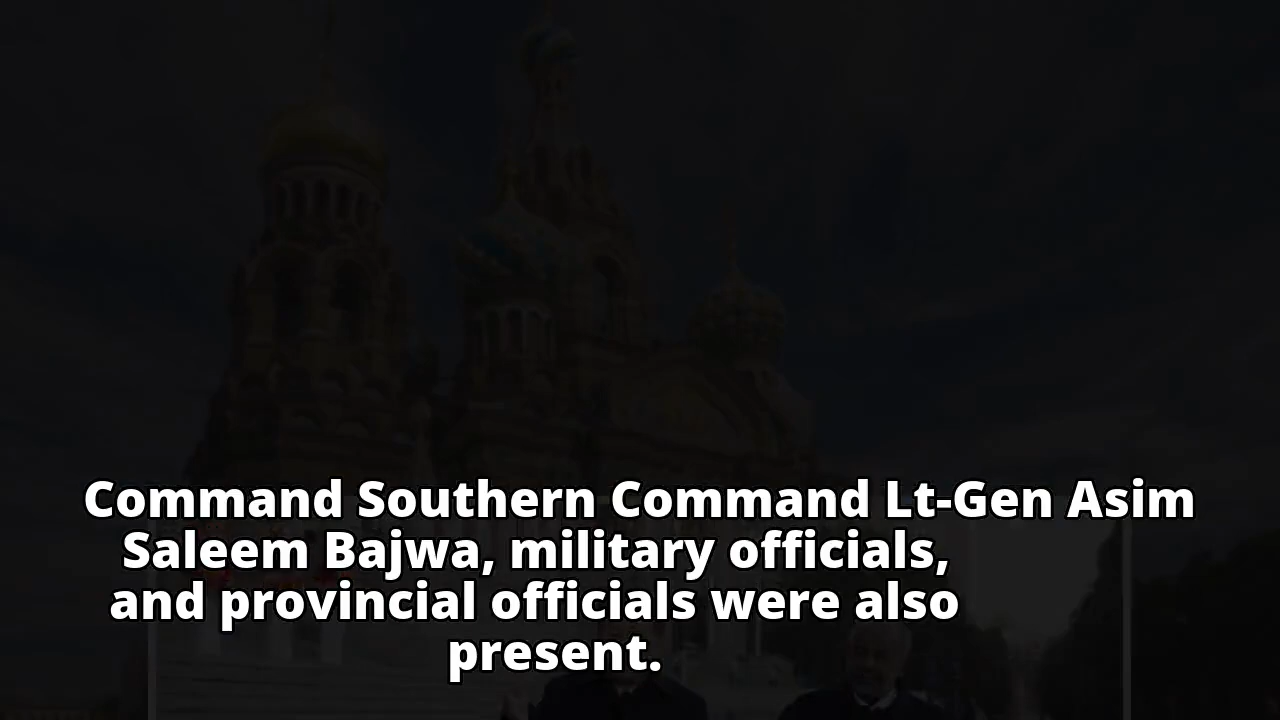 Command Southern Command Lt-Gen Asim
Saleem Bajwa, military officials,
and provincial officials were also
present.